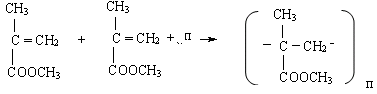 CH3 CH3 CH3
C=CH2 + C=CH2 + ..п → – C – CH2 -
COOCH3 COOCH3 COOCH3
п